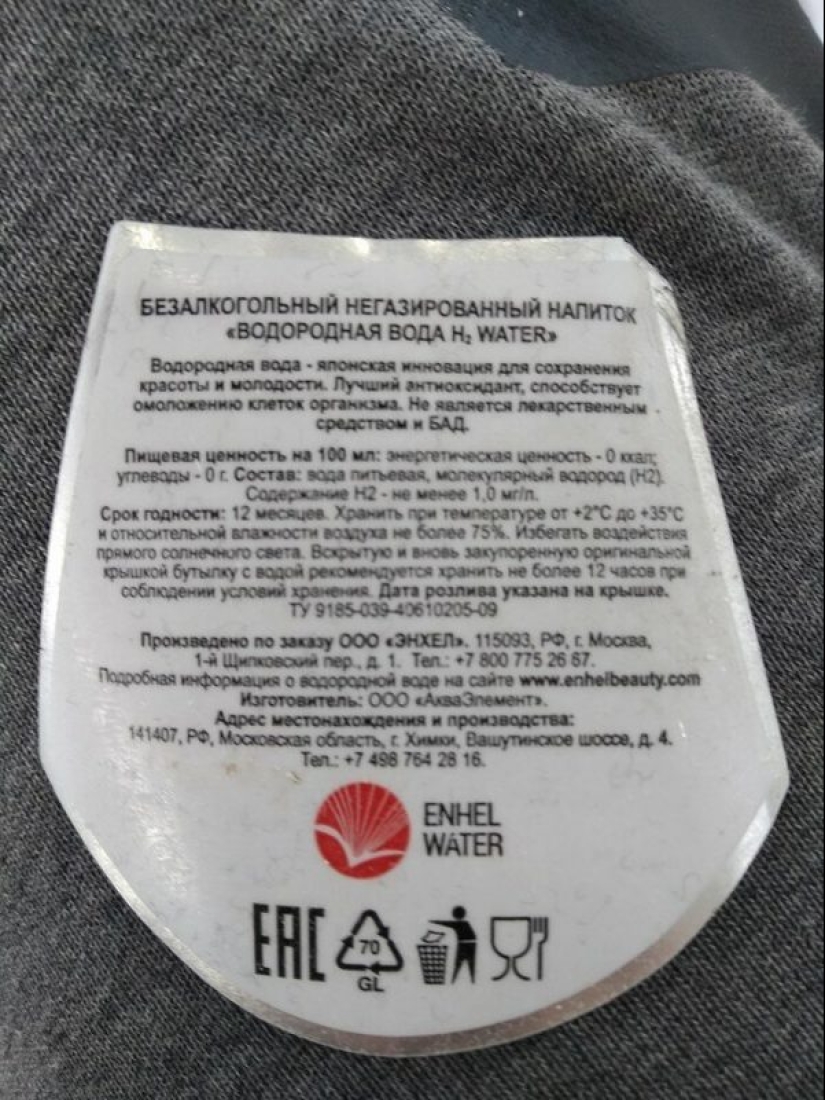 БЕЗАЛКОГОЛЬНЫЙ НЕГАЗИРОВАННЫЙ НАПИТОК
«ВОДОРОДНАЯ ВОДА H₂ WATER»
Водородная вода - японская инновация для сохранения
красоты и молодости. Лучший антиоксидант, способствует
омоложению клеток организма. Не является лекарственным
средством и БАД.
Пищевая ценность на 100 мл: энергетическая ценность - 0 ккал;
углеводы - 0 г. Состав: вода питьевая, молекулярный водород (H2).
Содержание H2 - не менее 1,0 мг/л.
Срок годности: 12 месяцев. Хранить при температуре от +2°С до +35°С
и относительной влажности воздуха не более 75%. Избегать воздействия
прямого солнечного света. Вскрытую и вновь закупоренную оригинальной
крышкой бутылку с водой рекомендуется хранить не более 12 часов при
соблюдении условий хранения. Дата розлива указана на крышке.
ТУ 9185-039-40610205-09
Произведено по заказу ООО «ЭНХЕЛ». 115093, РФ, г. Москва,
1-й Щипковский пер., д. 1. Тел.: +7 800 775 26 67.
Подробная информация о водородной воде на сайте www.enhelbeauty.com
Изготовитель: ООО «АкваЭлемент».
Адрес местонахождения и производства:
141407, РФ, Московская область, г. Химки, Вашутинское шоссе, д. 4.
Тел.: +7 498 764 28 16.
ENHEL
WATER
EAC
70
GL